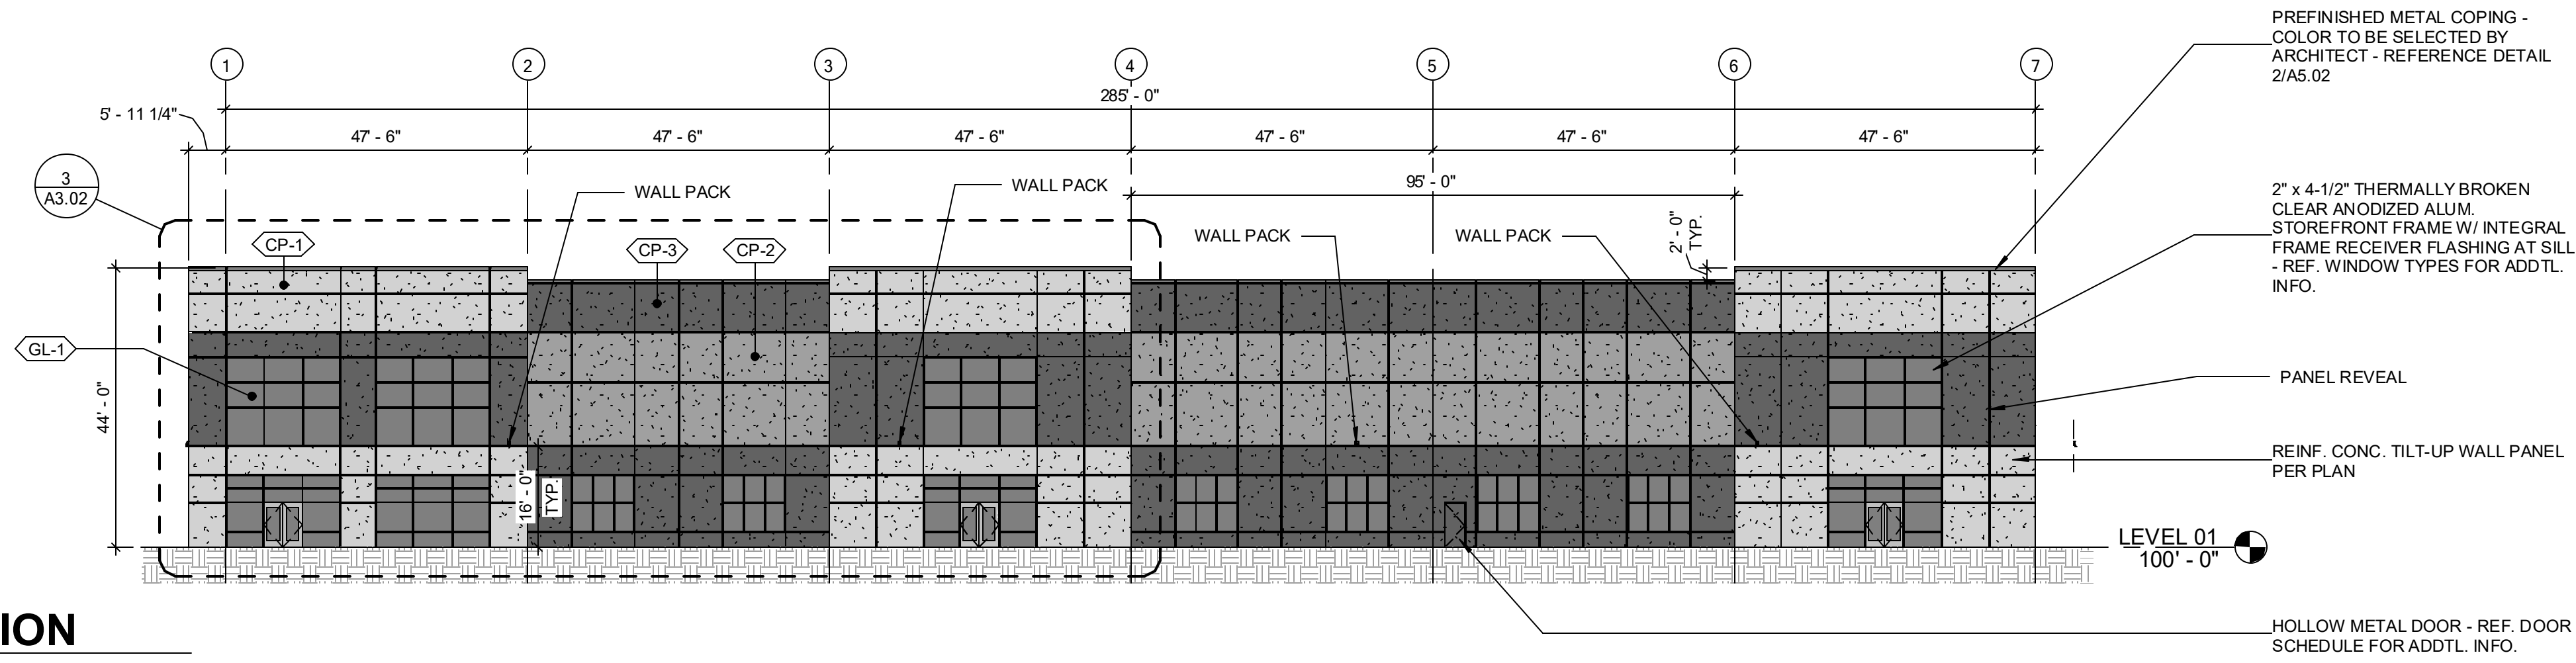 PREFINISHED METAL COPING -
COLOR TO BE SELECTED BY
ARCHITECT - REFERENCE DETAIL
2/A5.02
1
2
3
4
5
6
7
285' - 0"
5' - 11 1/4"
47' - 6"
47' - 6"
47' - 6"
47' - 6"
47' - 6"
47' - 6"
3
A3.02
WALL PACK
WALL PACK
95' - 0"
2" x 4-1/2" THERMALLY BROKEN
CLEAR ANODIZED ALUM.
STOREFRONT FRAME W/ INTEGRAL
FRAME RECEIVER FLASHING AT SILL
- REF. WINDOW TYPES FOR ADDTL.
INFO.
CP-1
CP-3
CP-2
WALL PACK
WALL PACK
2' - 0"
TYP.
GL-1
44' - 0"
PANEL REVEAL
16' - 0"
TYP.
REINF. CONC. TILT-UP WALL PANEL
PER PLAN
LEVEL 01
100' - 0"
ION
HOLLOW METAL DOOR - REF. DOOR
SCHEDULE FOR ADDTL. INFO.